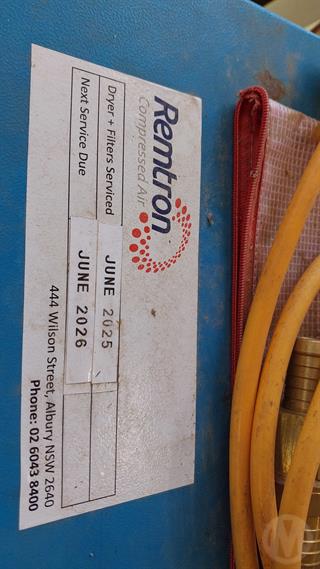 Remtron
Compressed Air
Dryer + Filters Serviced JUNE 2025
Next Service Due JUNE 2026
444 Wilson Street, Albury NSW 2640
Phone: 02 6043 8400